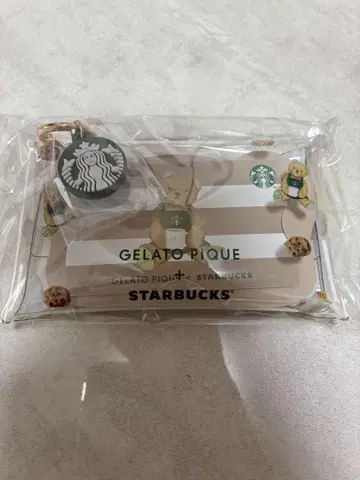 GELATO PIQUE
+
GELATO PIQUE + STARBUCKS
STARBUCKS®